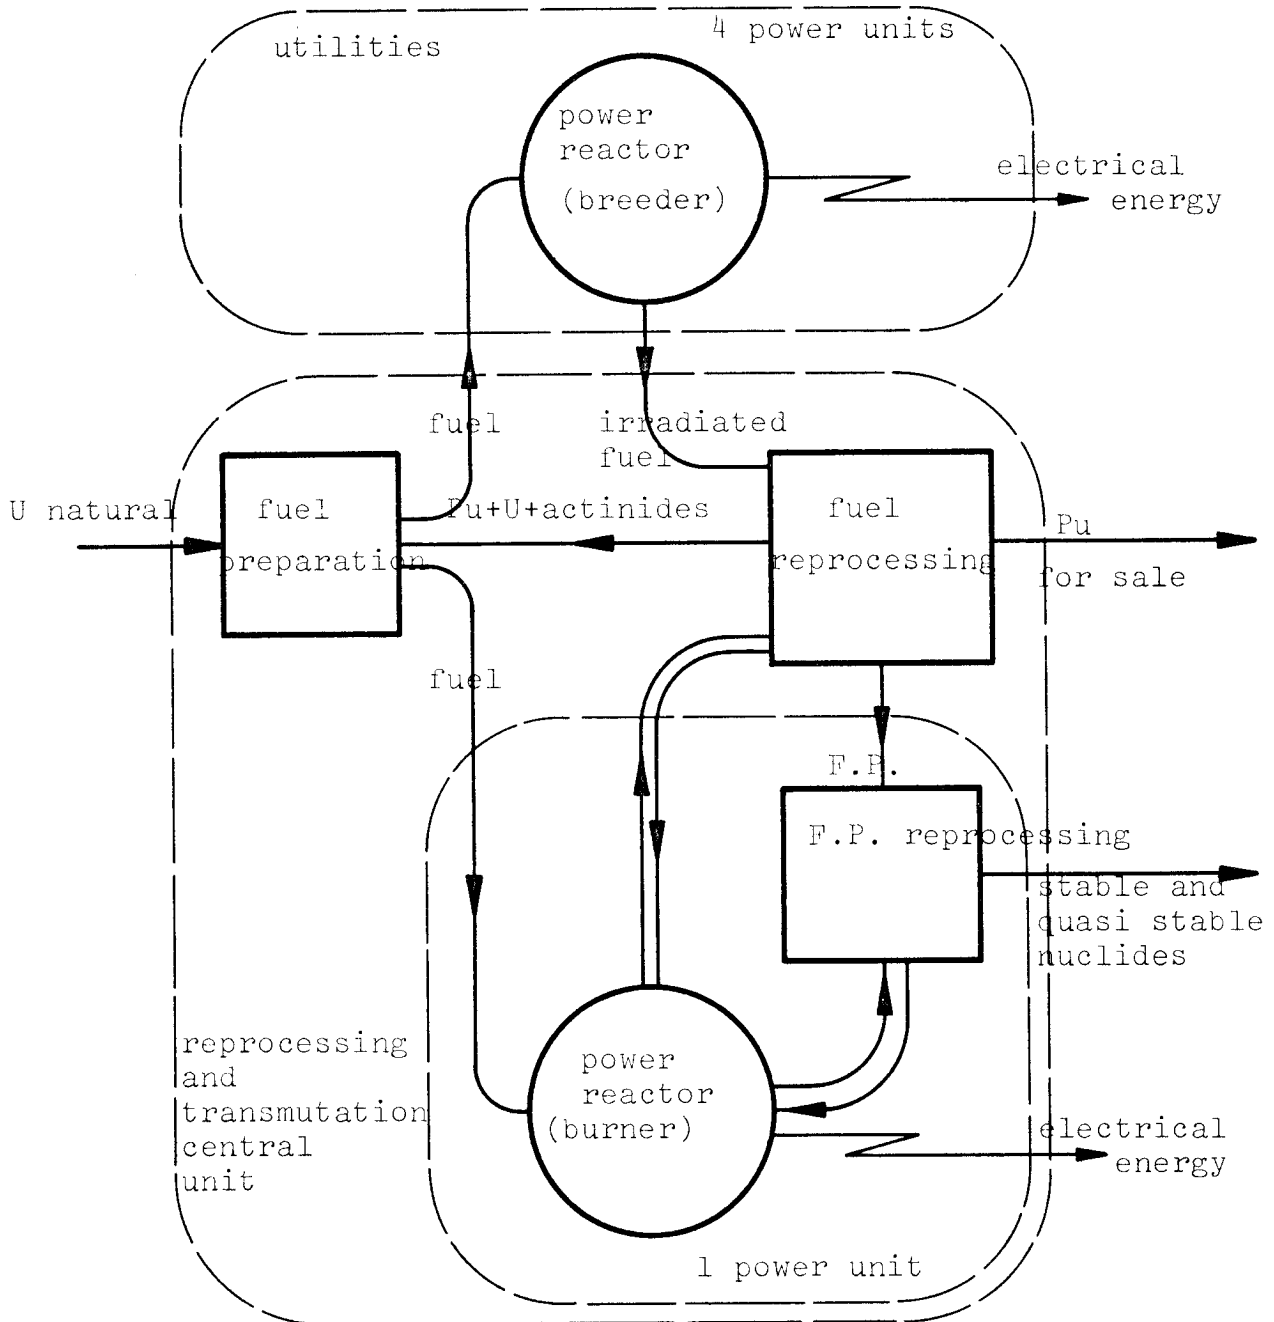 utilities
4 power units
power
reactor
(breeder)
electrical
energy
fuel
irradiated
fuel
U natural
fuel
preparation
Pu+U+actinides
fuel
reprocessing
Pu
for sale
fuel
F.P.
F.P. reprocessing
stable and
quasi stable
nuclides
reprocessing
and
transmutation
central
unit
power
reactor
(burner)
electrical
energy
1 power unit